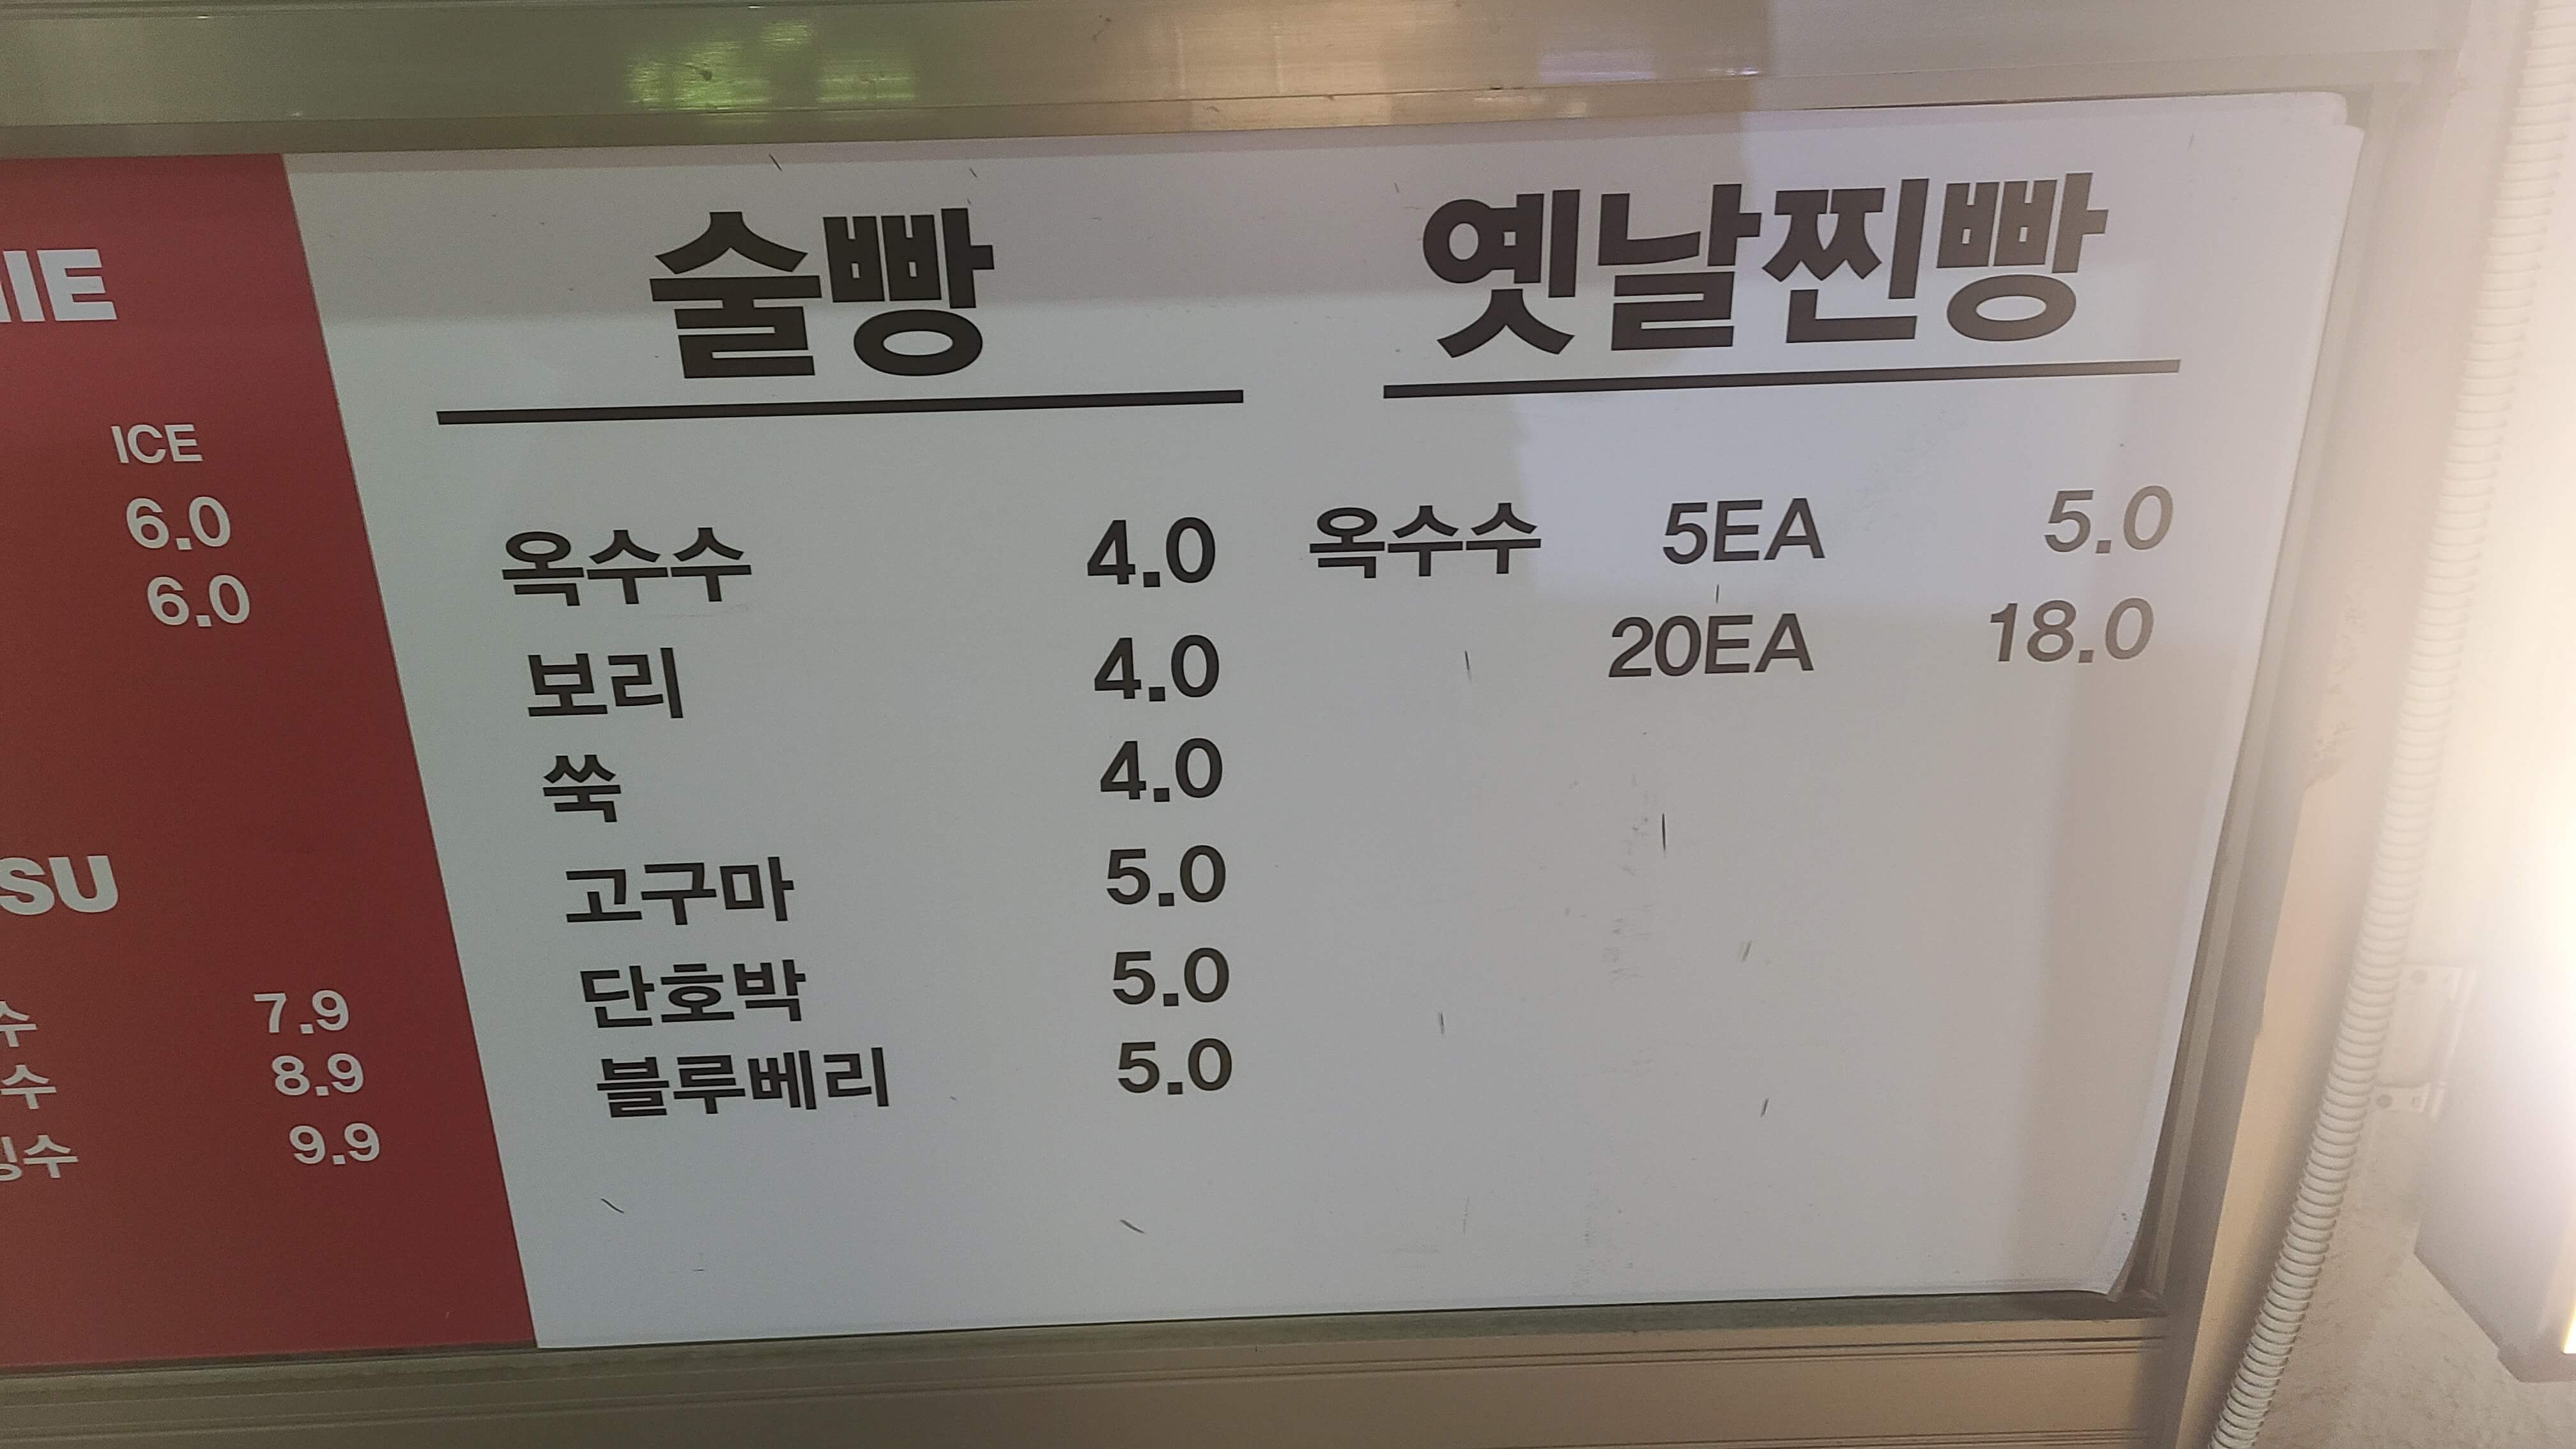 IE
ICE
6.0
6.0
SU
수 7.9
수 8.9
빙수 9.9
술빵
옥수수 4.0
보리 4.0
쑥 4.0
고구마 5.0
단호박 5.0
블루베리 5.0
옛날찐빵
옥수수 5EA 5.0
20EA 18.0